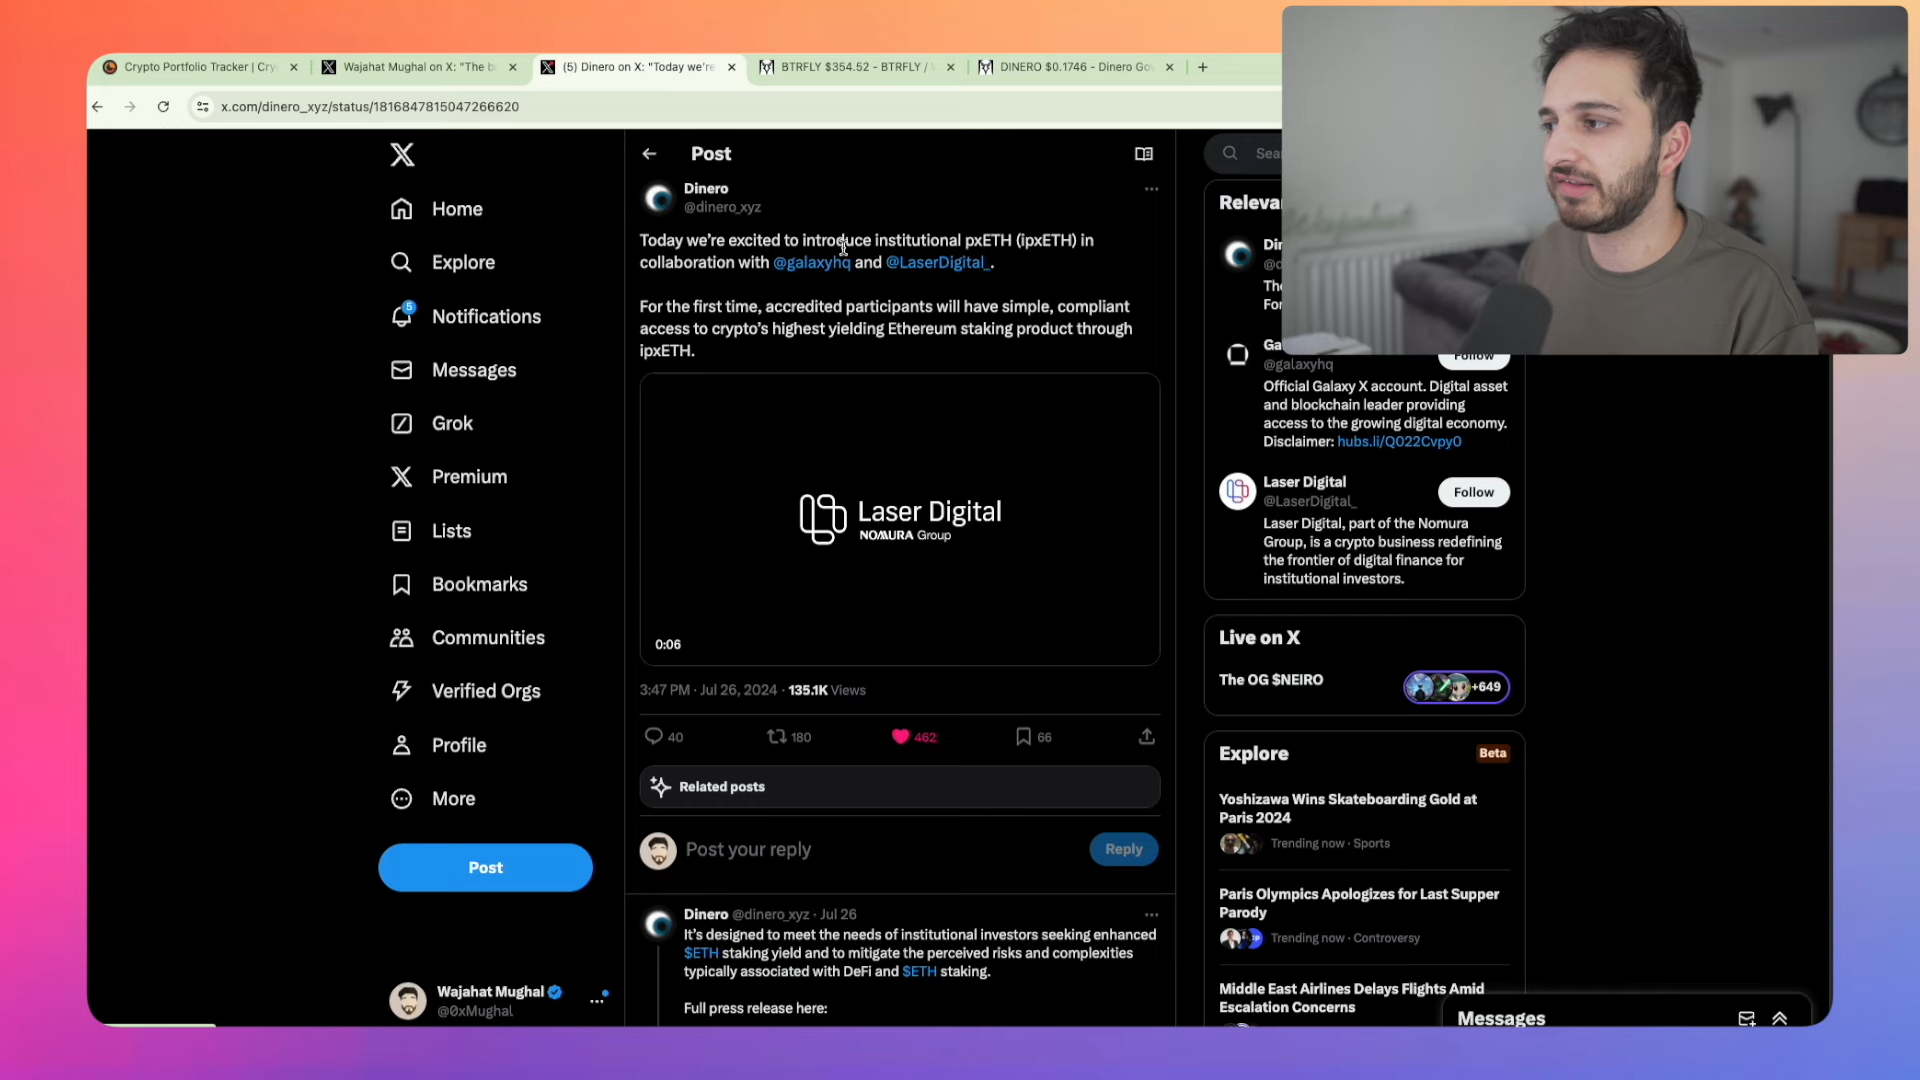 Crypto Portfolio Tracker | Cry
Wajahat Mughal on X: "The b
(5) Dinero on X: "Today we're
BTRFLY $354.52 - BTRFLY /
DINERO $0.1746 - Dinero Go
x.com/dinero_xyz/status/1816847815047266620
Home
Explore
Notifications
5
Messages
Grok
Premium
Lists
Bookmarks
Communities
Verified Orgs
Profile
More
Post
Wajahat Mughal
@0xMughal
Post
Dinero
@dinero_xyz
Today we're excited to introduce institutional pxETH (ipxETH) in
collaboration with @galaxyhq and @LaserDigital_.
For the first time, accredited participants will have simple, compliant
access to crypto's highest yielding Ethereum staking product through
ipxETH.
Laser Digital
NOMURA Group
0:06
3:47 PM · Jul 26, 2024 · 135.1K Views
40
180
462
66
Related posts
Post your reply
Reply
Dinero @dinero_xyz · Jul 26
It's designed to meet the needs of institutional investors seeking enhanced
$ETH staking yield and to mitigate the perceived risks and complexities
typically associated with DeFi and $ETH staking.
Full press release here:
Sea
Releva
Di
@d
The
For
Ga
@galaxyhq
Follow
Official Galaxy X account. Digital asset
and blockchain leader providing
access to the growing digital economy.
Disclaimer: hubs.li/Q022Cvpy0
Laser Digital
@LaserDigital_
Follow
Laser Digital, part of the Nomura
Group, is a crypto business redefining
the frontier of digital finance for
institutional investors.
Live on X
The OG $NEIRO
+649
Explore
Beta
Yoshizawa Wins Skateboarding Gold at
Paris 2024
Trending now · Sports
Paris Olympics Apologizes for Last Supper
Parody
Trending now · Controversy
Middle East Airlines Delays Flights Amid
Escalation Concerns
Messages